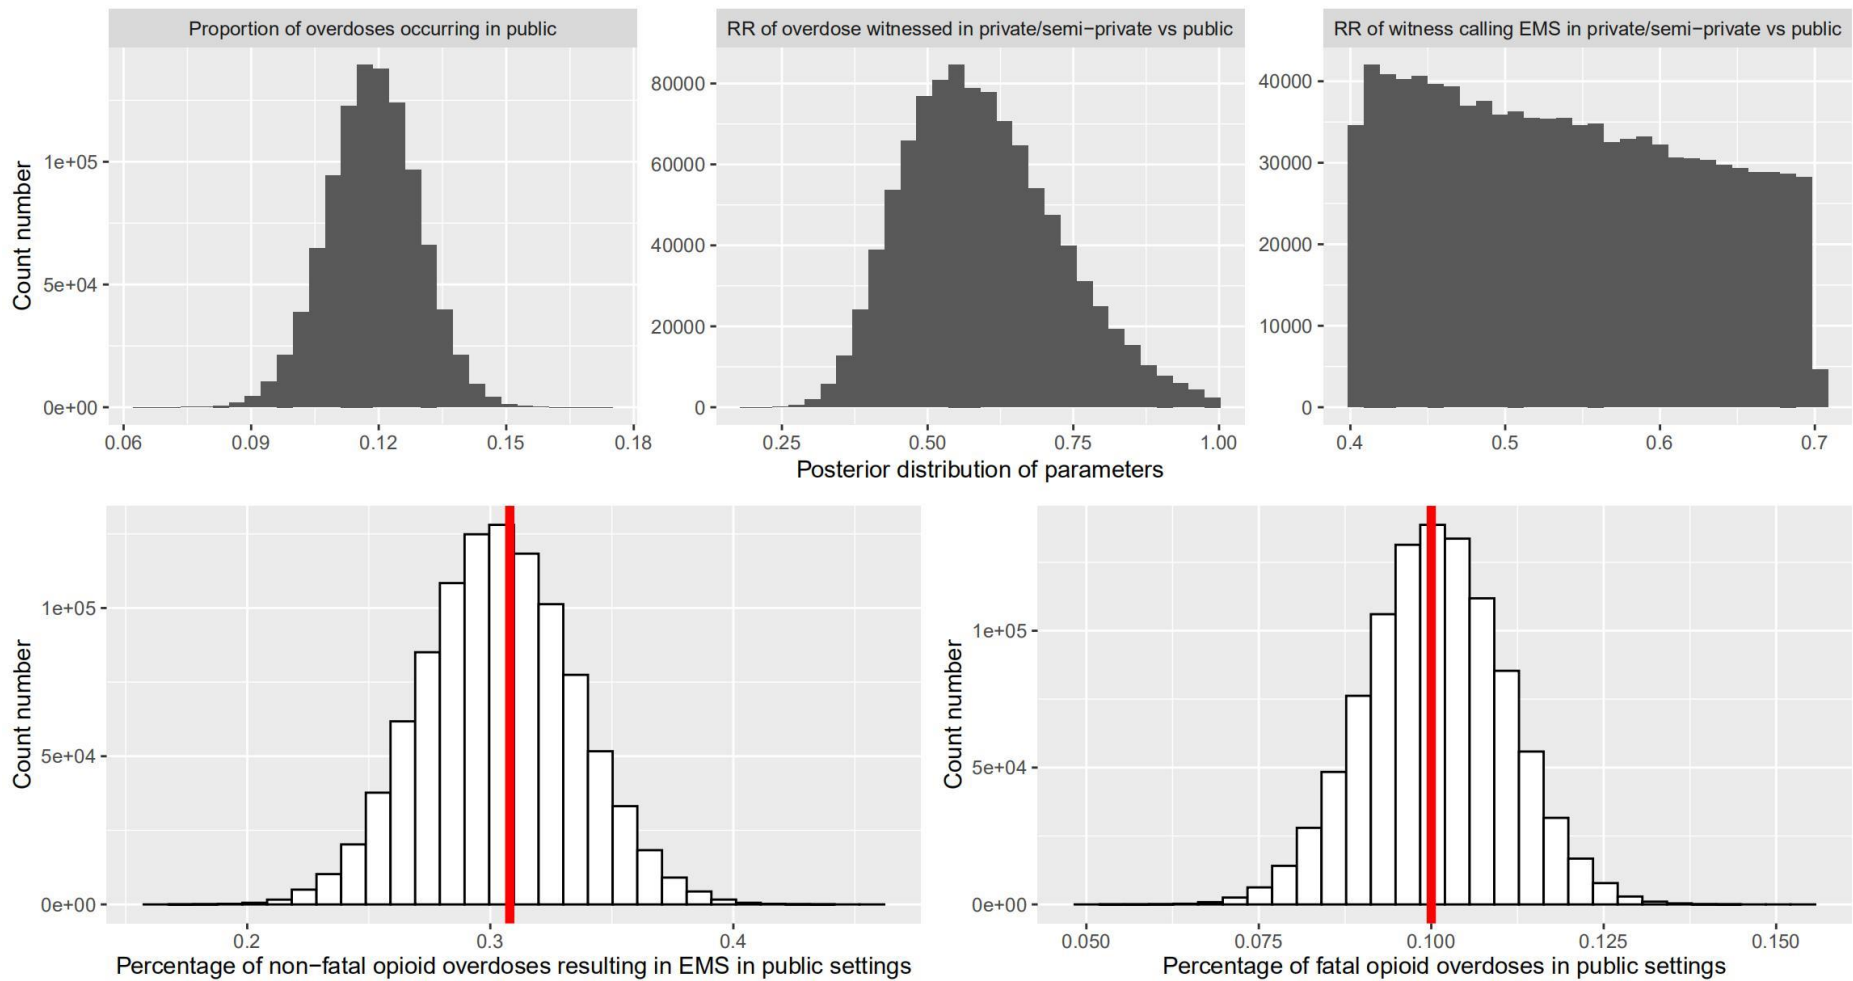 Proportion of overdoses occurring in public
RR of overdose witnessed in private/semi−private vs public
RR of witness calling EMS in private/semi−private vs public
Count number
1e+05
5e+04
0e+00
0.06 0.09 0.12 0.15 0.18
80000
60000
40000
20000
0
0.25 0.50 0.75 1.00
40000
30000
20000
10000
0
0.4 0.5 0.6 0.7
Posterior distribution of parameters
Count number
1e+05
5e+04
0e+00
0.2 0.3 0.4
Percentage of non−fatal opioid overdoses resulting in EMS in public settings
Count number
1e+05
5e+04
0e+00
0.050 0.075 0.100 0.125 0.150
Percentage of fatal opioid overdoses in public settings